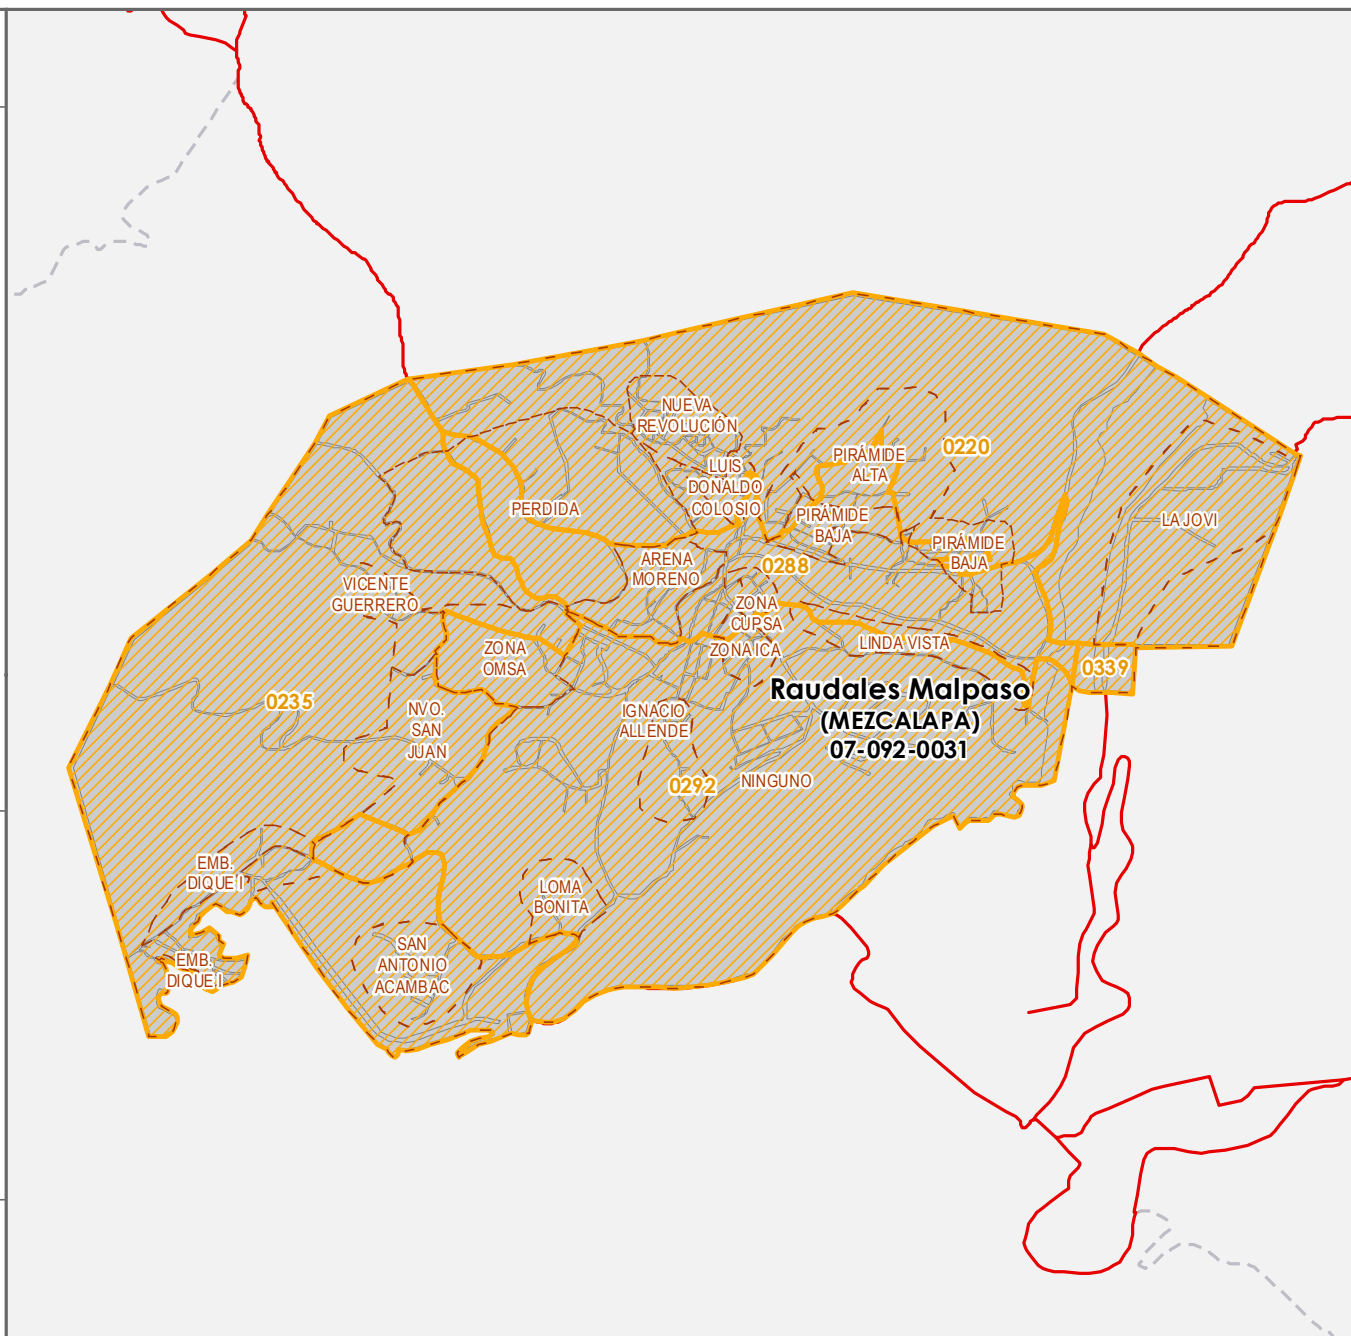 NUEVA
REVOLUCIÓN
0220
PIRÁMIDE
ALTA
LUIS
DONALDO
COLOSIO
PERDIDA
PIRÁMIDE
BAJA
LA JOVI
PIRÁMIDE
BAJA
ARENA
MORENO
0288
VICENTE
GUERRERO
ZONA
CUPSA
ZONA ICA
LINDA VISTA
ZONA
OMSA
0339
Raudales Malpaso
(MEZCALAPA)
07-092-0031
0235
NVO.
SAN
JUAN
IGNACIO
ALLENDE
0292
NINGUNO
EMB.
DIQUE I
LOMA
BONITA
SAN
ANTONIO
ACAMBAC
EMB.
DIQUE I